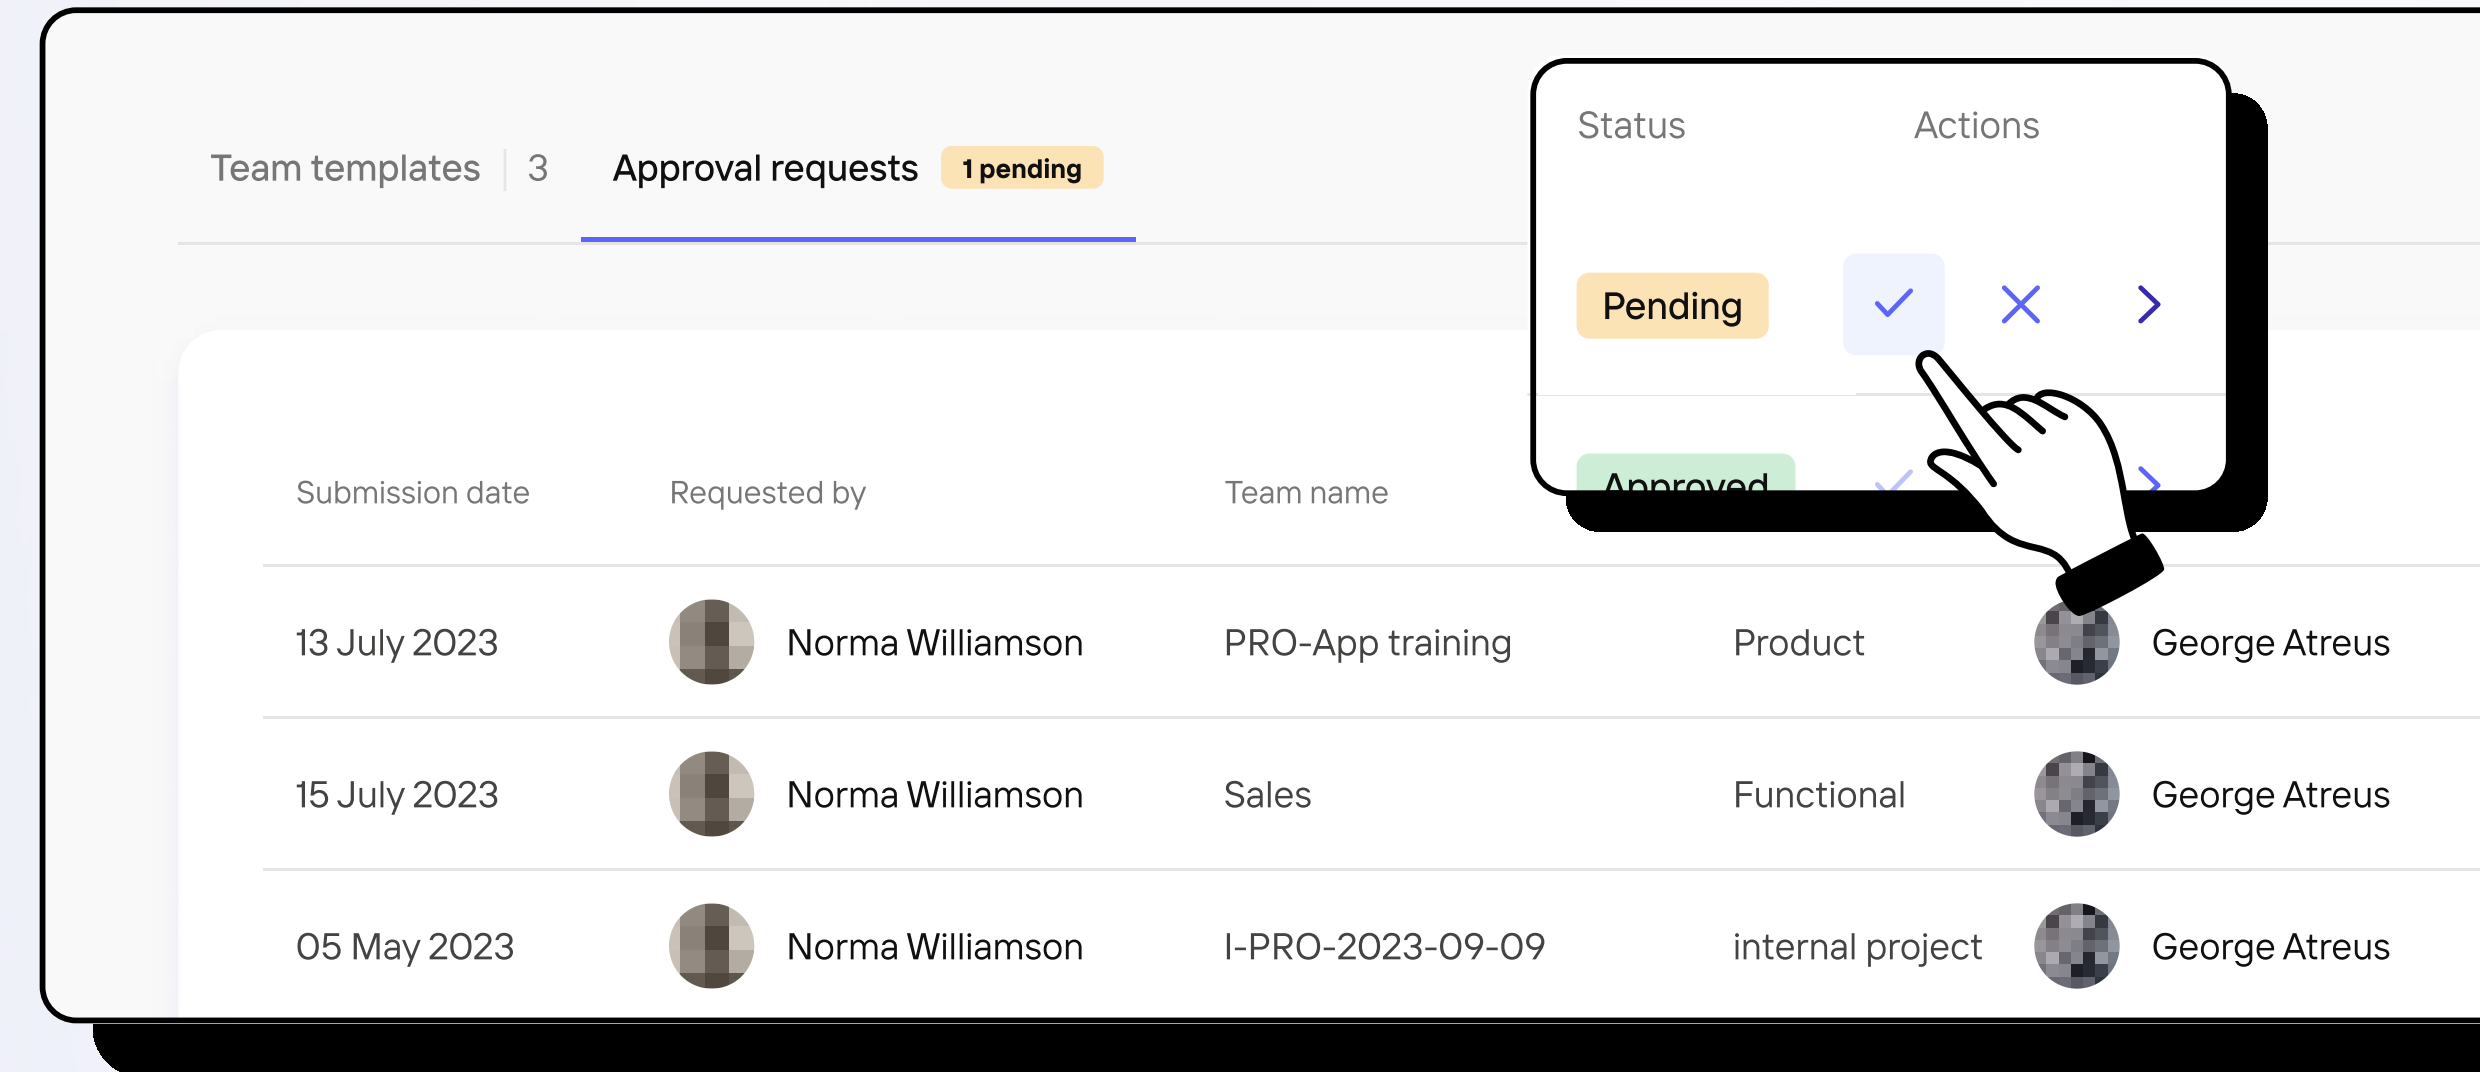 Team templates 3 Approval requests 1 pending
Status Actions
Pending
Approved
Submission date Requested by Team name
13 July 2023 Norma Williamson PRO-App training Product George Atreus
15 July 2023 Norma Williamson Sales Functional George Atreus
05 May 2023 Norma Williamson I-PRO-2023-09-09 internal project George Atreus